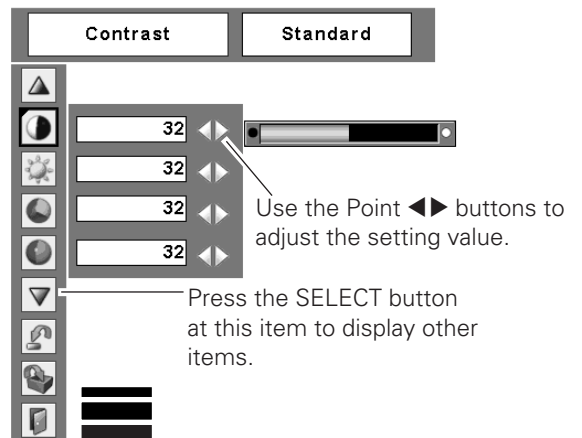 Contrast Standard
32
32
32
32
Use the Point ◀▶ buttons to
adjust the setting value.
Press the SELECT button
at this item to display other
items.